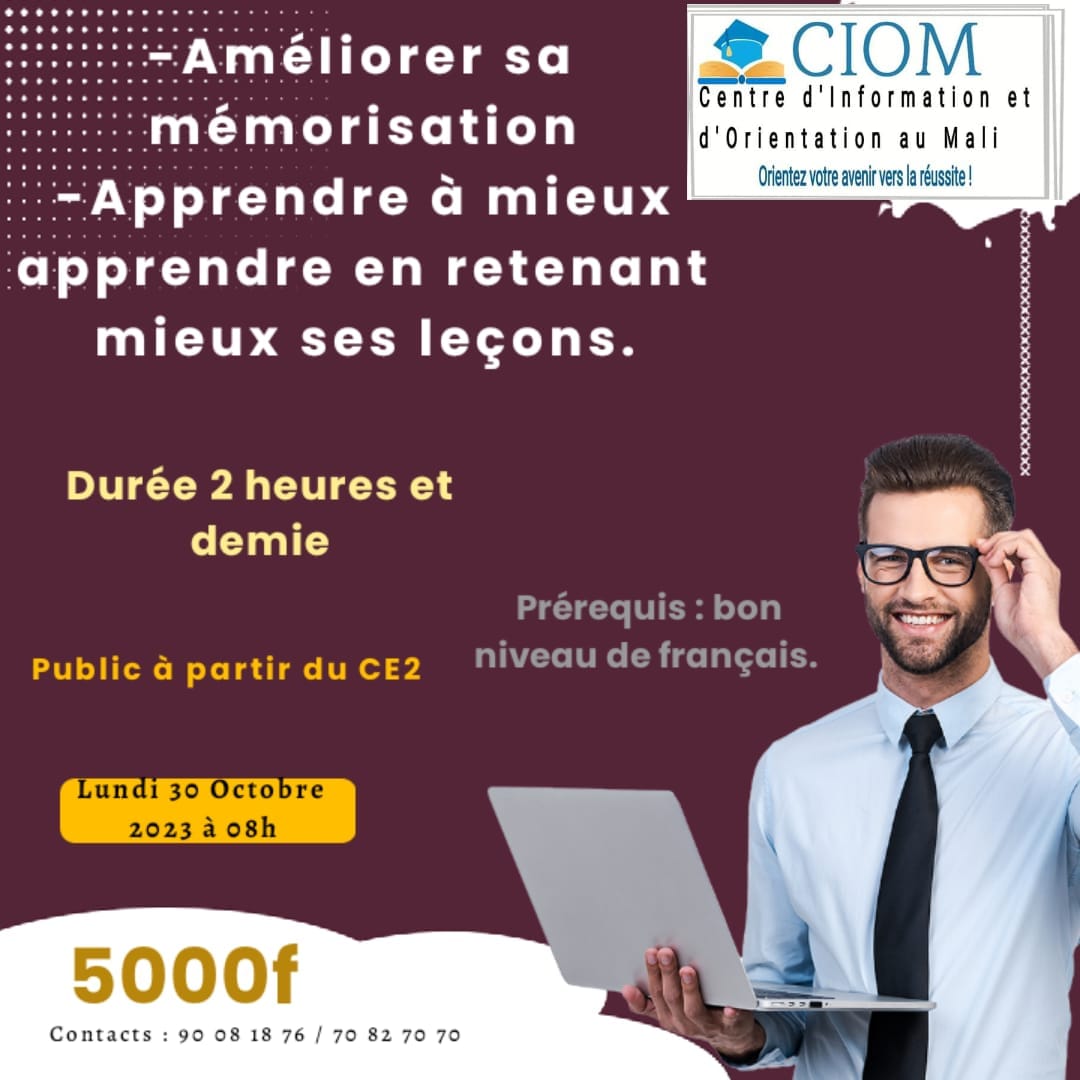 -Améliorer sa
mémorisation
-Apprendre à mieux
apprendre en retenant
mieux ses leçons.
CIOM
Centre d'Information et
d'Orientation au Mali
Orientez votre avenir vers la réussite !
Durée 2 heures et
demie
Prérequis : bon
niveau de français.
Public à partir du CE2
Lundi 30 Octobre
2023 à 08h
5000f
Contacts : 90 08 18 76 / 70 82 70 70